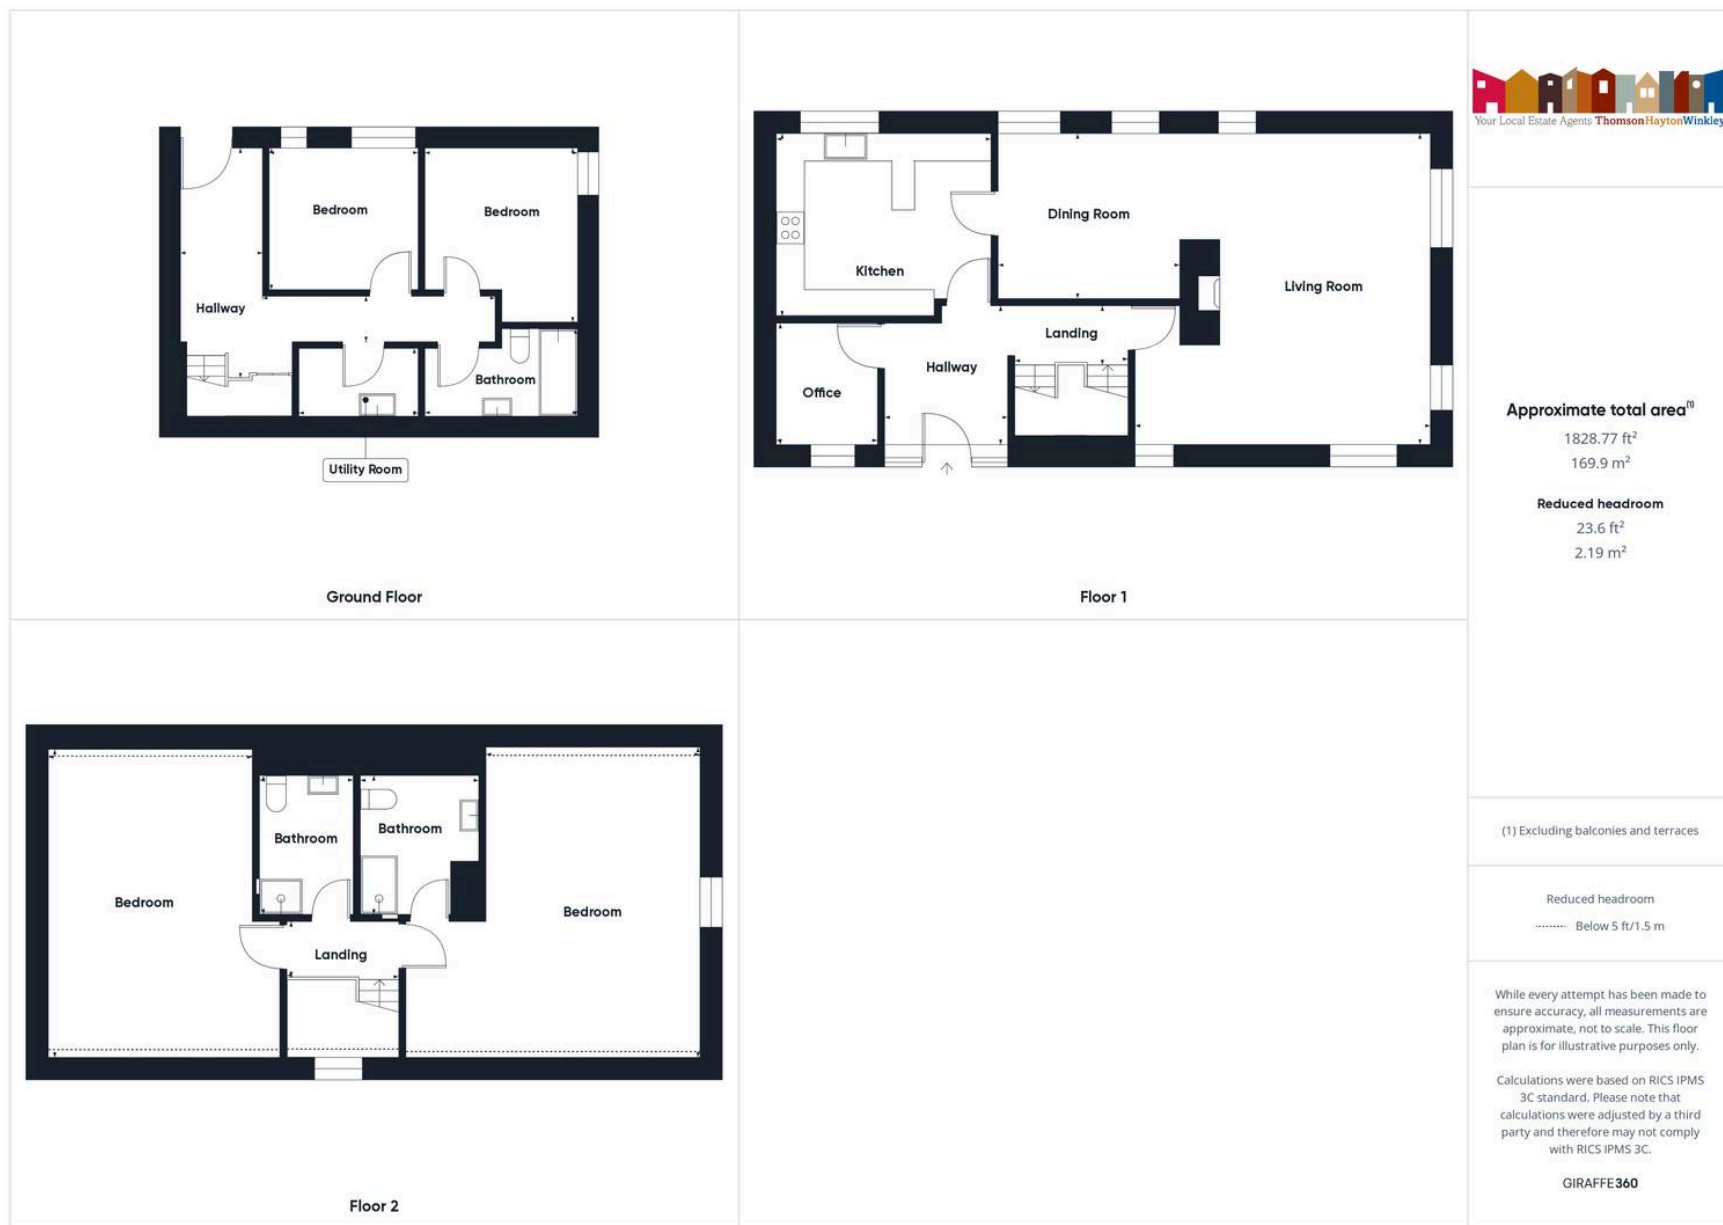 Bedroom
Bedroom
Hallway
Bathroom
Utility Room
Ground Floor
Dining Room
Kitchen
Living Room
Landing
Hallway
Office
Floor 1
Bathroom
Bathroom
Bedroom
Bedroom
Landing
Floor 2
Your Local Estate Agents ThomsonHaytonWinkley
Approximate total area(1)
1828.77 ft²
169.9 m²
Reduced headroom
23.6 ft²
2.19 m²
(1) Excluding balconies and terraces
Reduced headroom
Below 5 ft/1.5 m
While every attempt has been made to
ensure accuracy, all measurements are
approximate, not to scale. This floor
plan is for illustrative purposes only.
Calculations were based on RICS IPMS
3C standard. Please note that
calculations were adjusted by a third
party and therefore may not comply
with RICS IPMS 3C.
GIRAFFE360